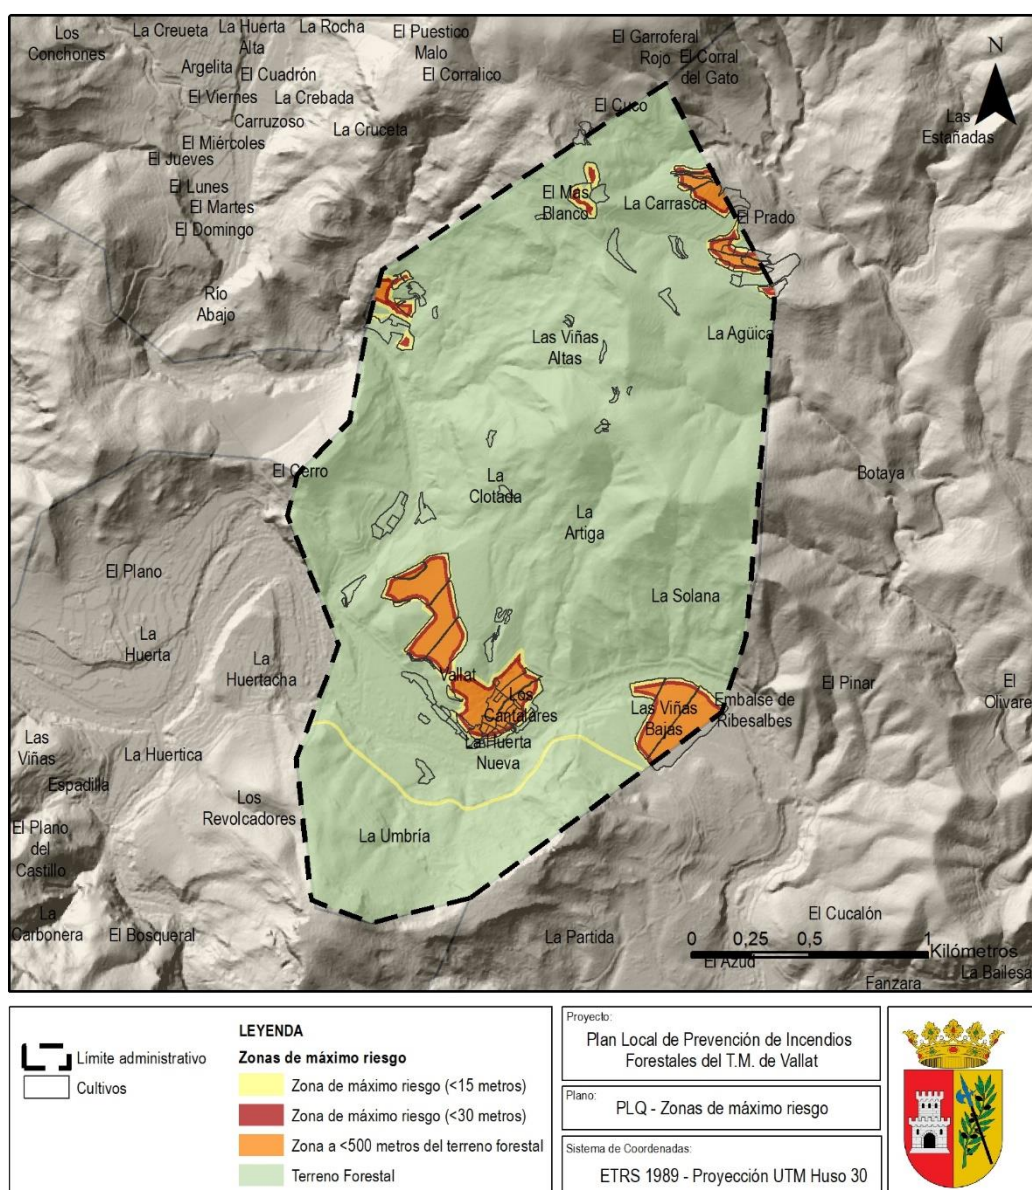 Los
Conchones
La Creueta
La Huerta
Alta
La Rocha
El Puestico
Malo
El Garroferal
Rojo
El Corral
del Gato
N
Argelita
El Cuadrón
El Corralico
El Viernes
La Crebada
El Cuco
Las
Estañadas
Carruzoso
La Cruceta
El Miércoles
El Jueves
El Lunes
El Martes
El Domingo
El Mas
Blanco
La Carrasca
El Prado
Río
Abajo
Las Viñas
Altas
La Agüica
El Cerro
La
Clotada
Botaya
La
Artiga
El Plano
La Solana
La
Huerta
La
Huertacha
Vallat
Los
Cantalares
Las Viñas
Bajas
Embalse de
Ribesalbes
El Pinar
El
Olivare
Las
Viñas
La Huertica
La Huerta
Nueva
Espadilla
Los
Revolcadores
El Plano
del
Castillo
La Umbría
La
Carbonera
El Bosqueral
La Partida
El Cucalón
0 0,25 0,5 1
Kilómetros
El Azud
La Bailesa
Fanzara
Límite administrativo
Cultivos
LEYENDA
Zonas de máximo riesgo
Zona de máximo riesgo (<15 metros)
Zona de máximo riesgo (<30 metros)
Zona a <500 metros del terreno forestal
Terreno Forestal
Proyecto:
Plan Local de Prevención de Incendios
Forestales del T.M. de Vallat
Plano:
PLQ - Zonas de máximo riesgo
Sistema de Coordenadas:
ETRS 1989 - Proyección UTM Huso 30